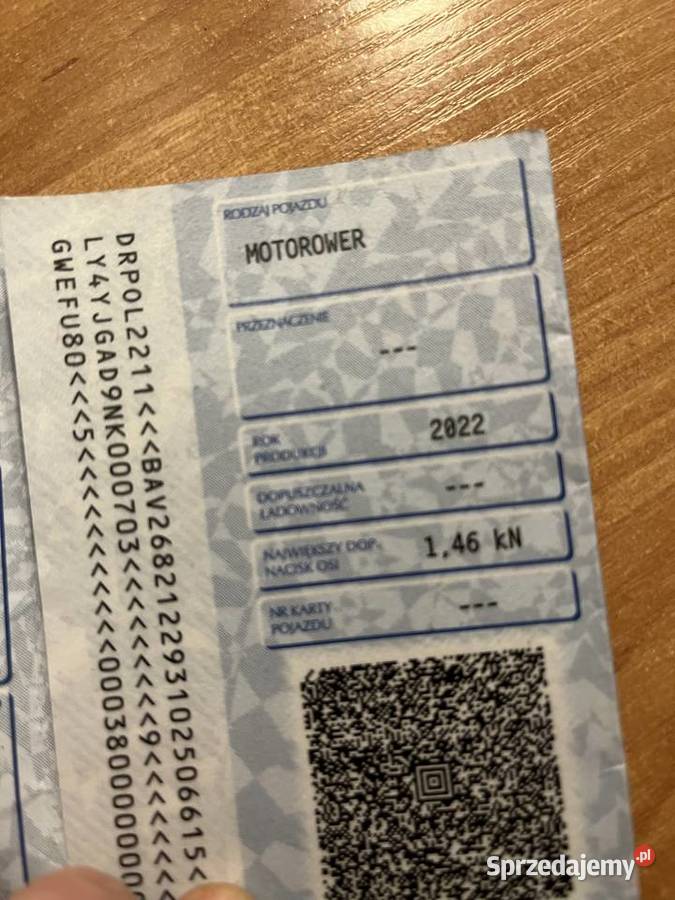 RODZAJ POJAZDU
MOTOROWER
PRZEZNACZENIE
---
ROK
PRODUKCJI
2022
DOPUSZCZALNA
ŁADOWNOŚĆ
---
NAJWIĘKSZY DOP.
NACISK OSI
1,46 kN
NR KARTY
POJAZDU
---
DRPOL2211<<<BAV268212293102506615<
LY4YJGAD9NK000703<<<<<<<<9<<<<<<<<
GWEFU80<<<5<<<<<<<<<<<000380000000
Sprzedajemy.pl